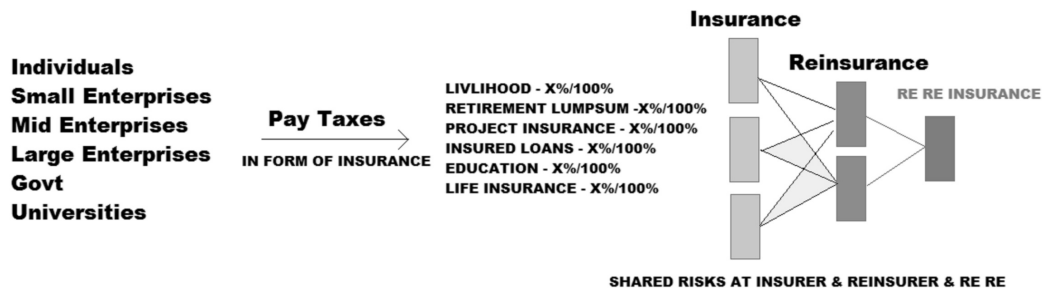 Individuals
Small Enterprises
Mid Enterprises
Large Enterprises
Govt
Universities
Pay Taxes
IN FORM OF INSURANCE
LIVLIHOOD - X%/100%
RETIREMENT LUMPSUM -X%/100%
PROJECT INSURANCE - X%/100%
INSURED LOANS - X%/100%
EDUCATION - X%/100%
LIFE INSURANCE - X%/100%
Insurance
Reinsurance
RE RE INSURANCE
SHARED RISKS AT INSURER & REINSURER & RE RE